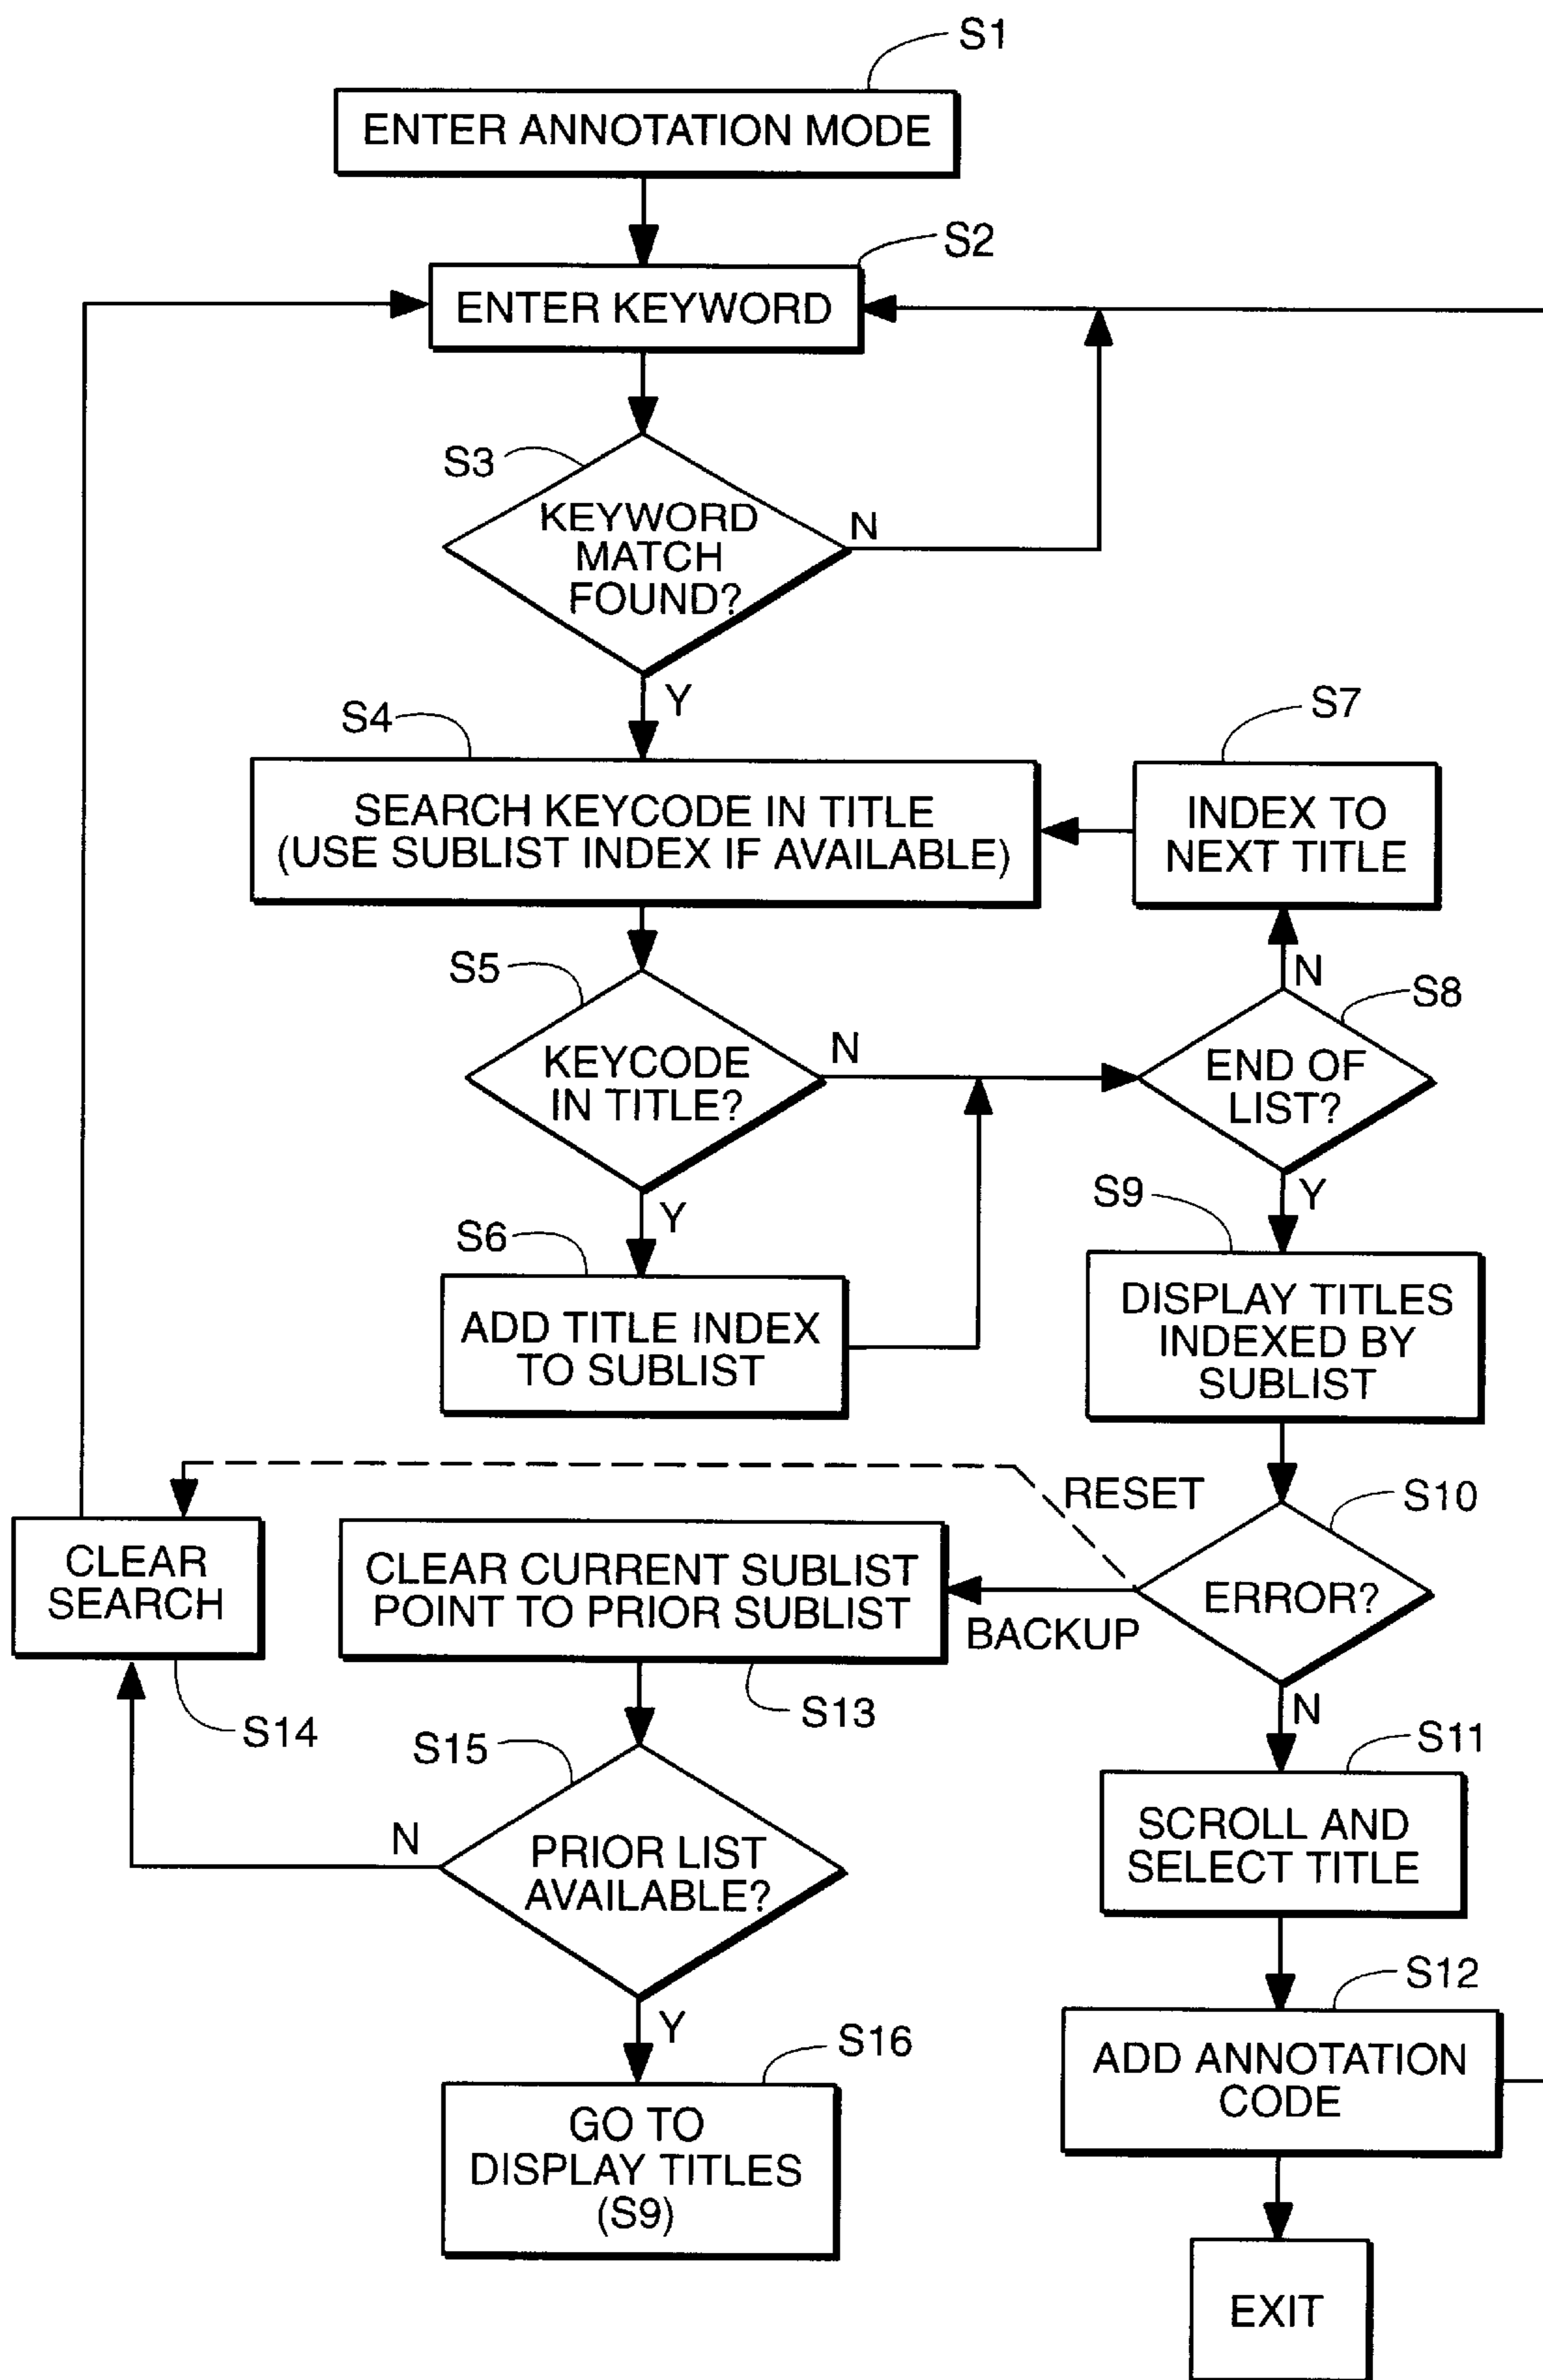 S1
ENTER ANNOTATION MODE
S2
ENTER KEYWORD
S3
KEYWORD
MATCH
FOUND?
N
Y
S4
SEARCH KEYCODE IN TITLE
(USE SUBLIST INDEX IF AVAILABLE)
S7
INDEX TO
NEXT TITLE
N
S5
KEYCODE
IN TITLE?
N
Y
S8
END OF
LIST?
Y
S6
ADD TITLE INDEX
TO SUBLIST
S9
DISPLAY TITLES
INDEXED BY
SUBLIST
RESET
S10
ERROR?
BACKUP
N
CLEAR
SEARCH
S14
CLEAR CURRENT SUBLIST
POINT TO PRIOR SUBLIST
S13
S15
PRIOR LIST
AVAILABLE?
N
Y
S11
SCROLL AND
SELECT TITLE
S12
ADD ANNOTATION
CODE
S16
GO TO
DISPLAY TITLES
(S9)
EXIT